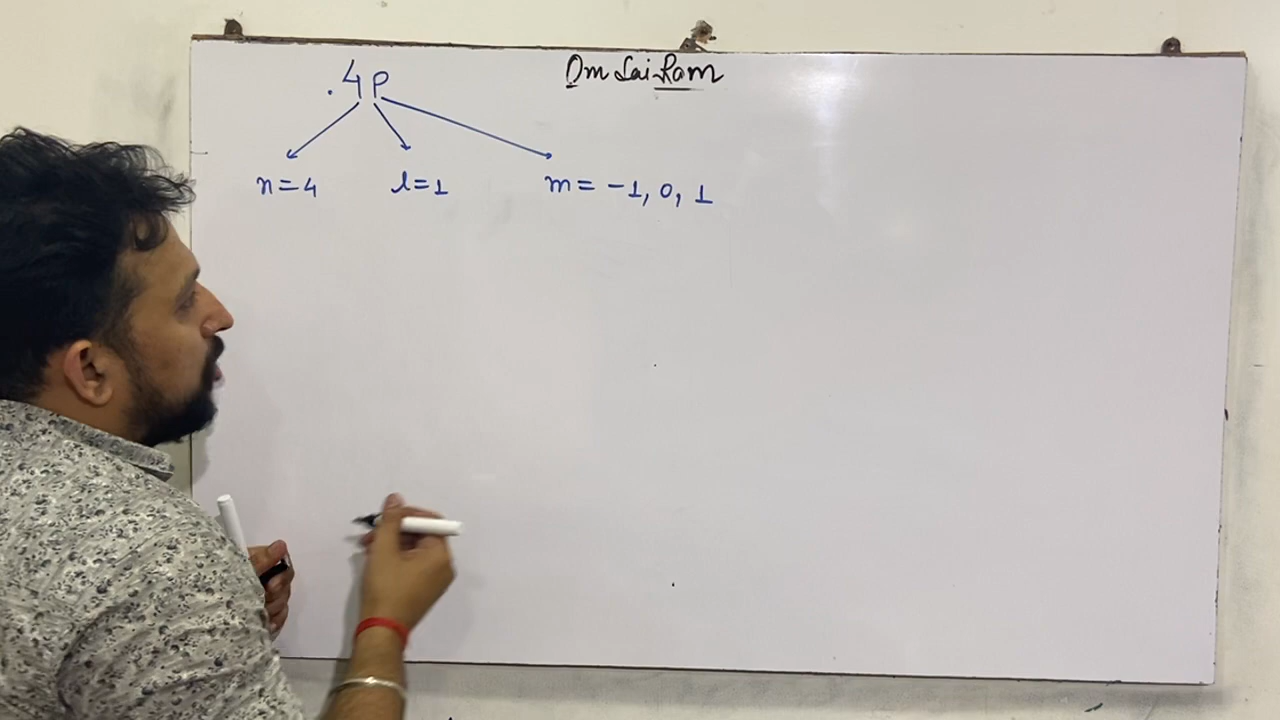 Om Sai Ram
.4p
n=4 l=1 m= -1, 0, 1